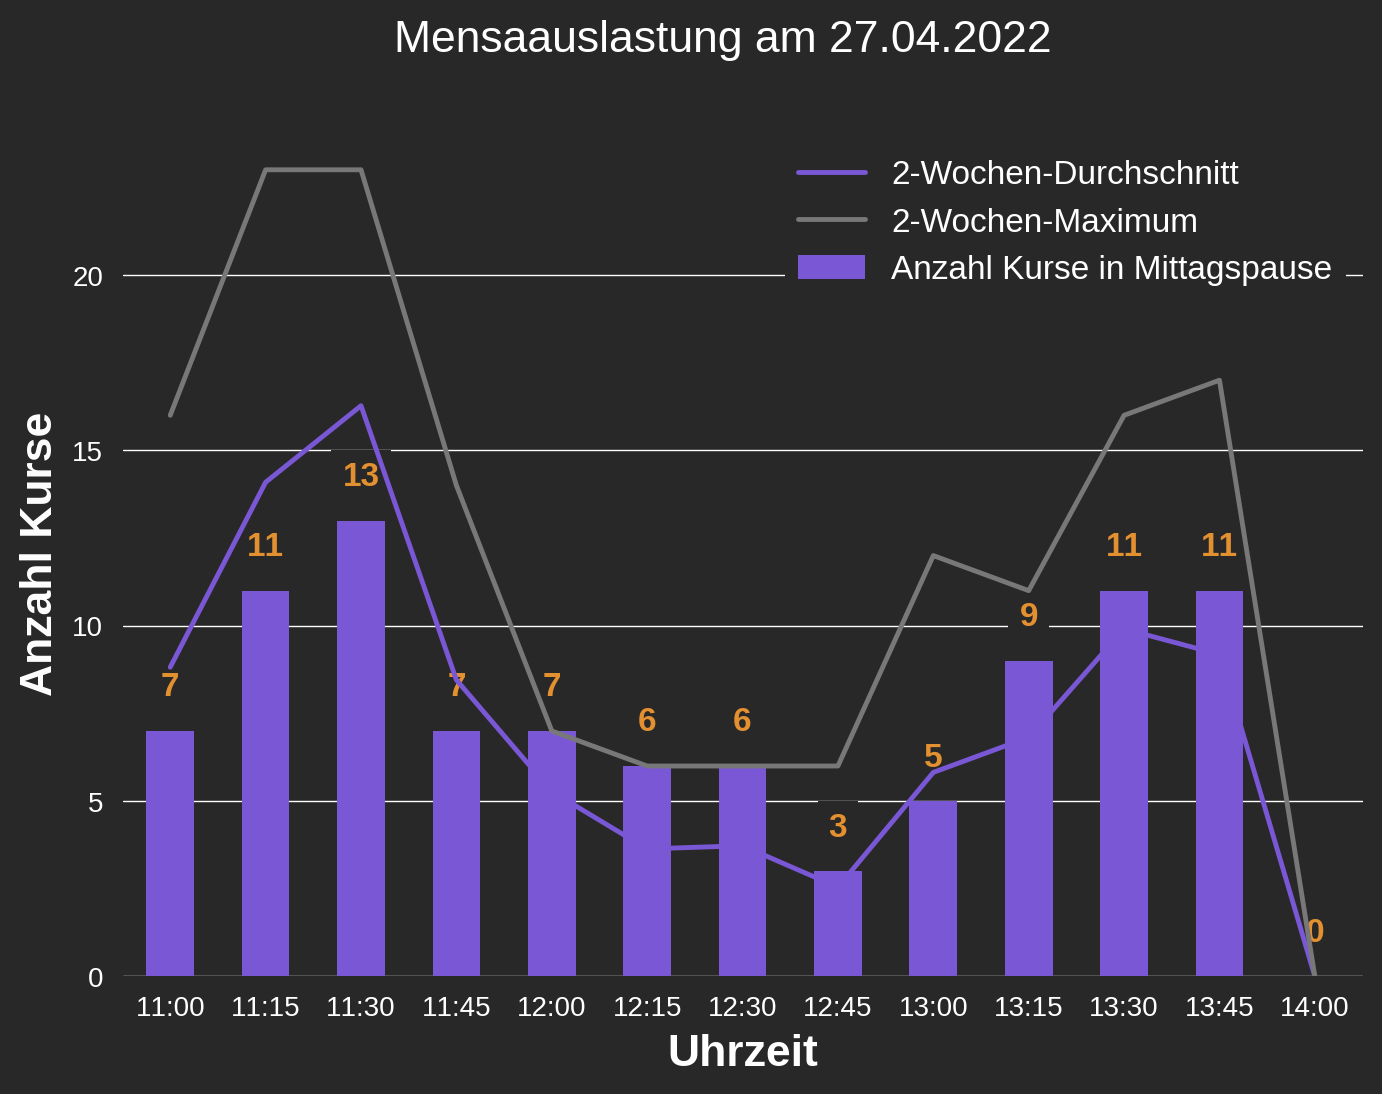 Mensaauslastung am 27.04.2022
2-Wochen-Durchschnitt
2-Wochen-Maximum
Anzahl Kurse in Mittagspause
Anzahl Kurse
20
15
10
5
0
7
11
13
7
7
6
6
3
5
9
11
11
0
11:00 11:15 11:30 11:45 12:00 12:15 12:30 12:45 13:00 13:15 13:30 13:45 14:00
Uhrzeit